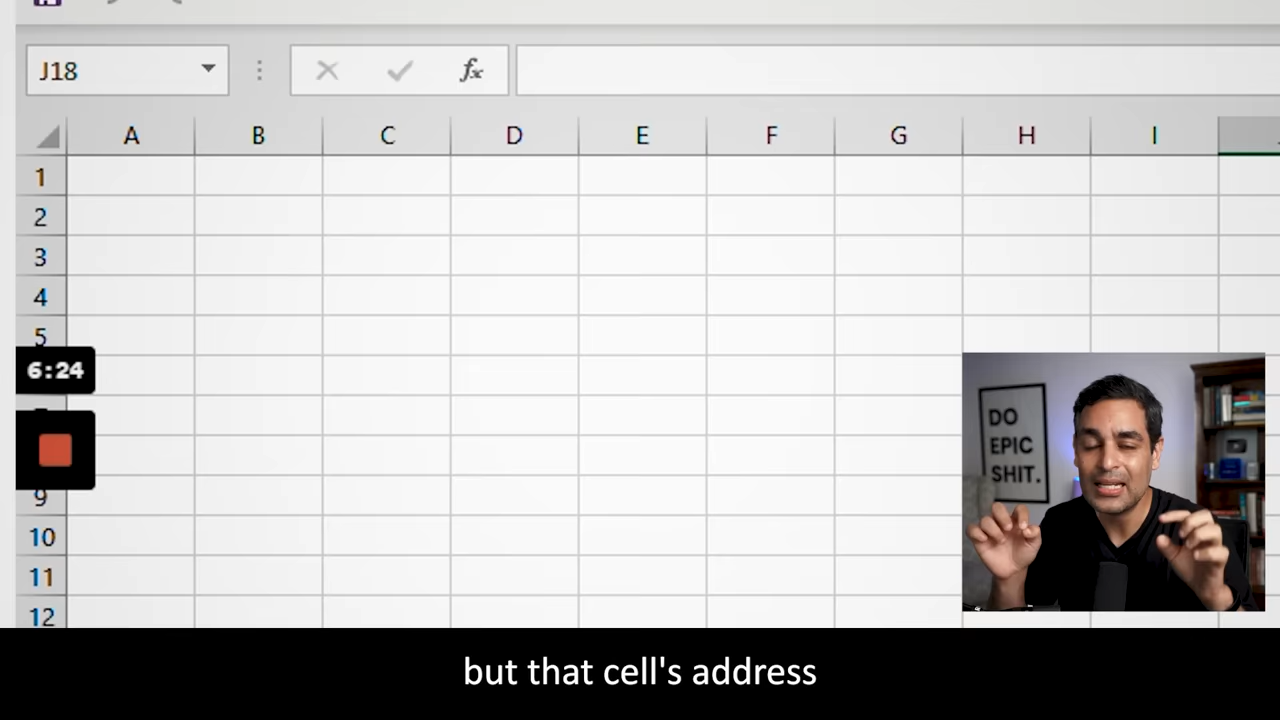 J18
fx
A B C D E F G H I
1
2
3
4
5
6:24
9
10
11
12
DO
EPIC
SHIT.
but that cell's address